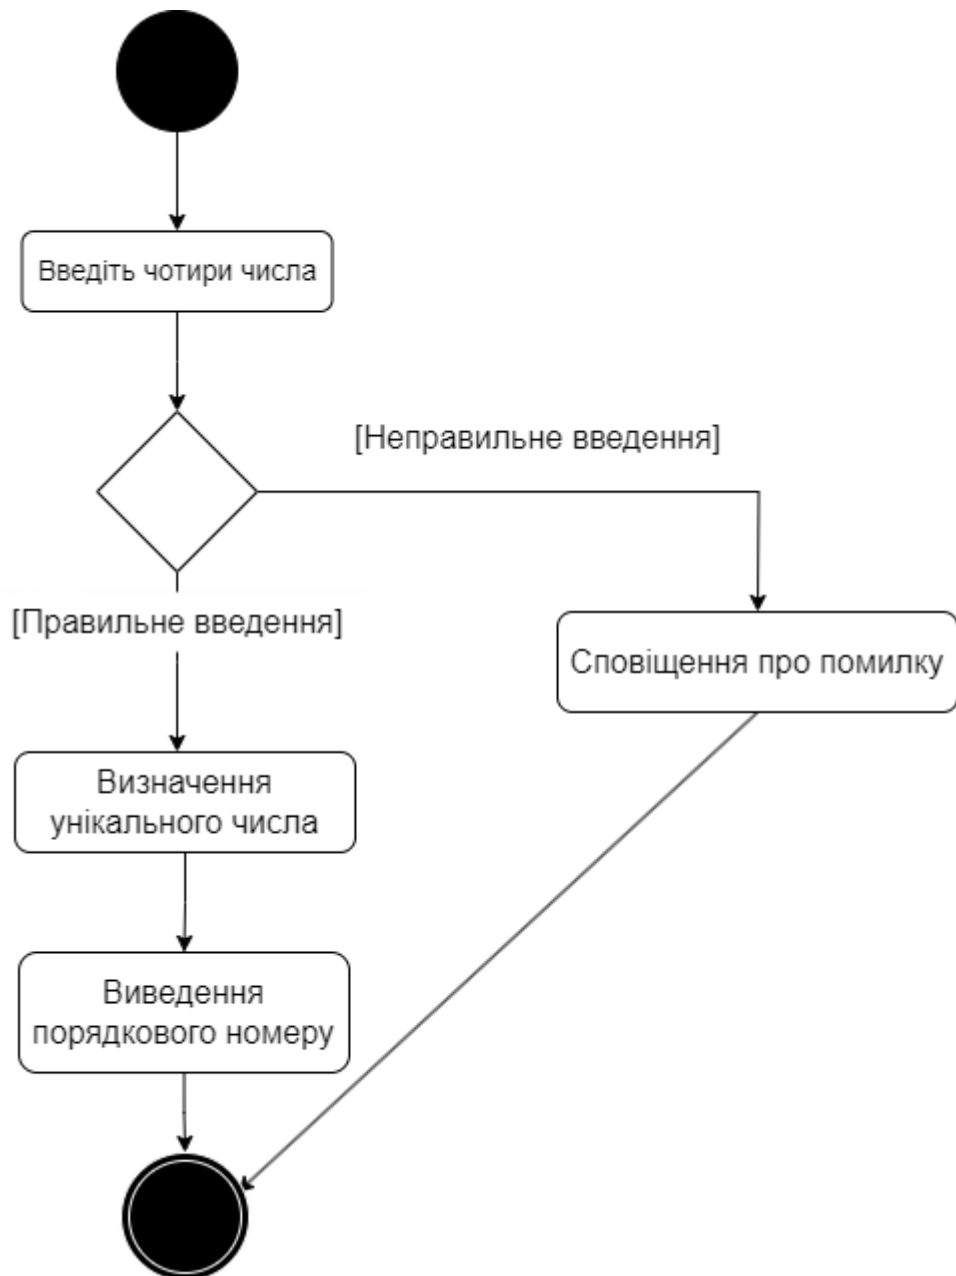 Введіть чотири числа
[Неправильне введення]
[Правильне введення]
Сповіщення про помилку
Визначення
унікального числа
Виведення
порядкового номеру